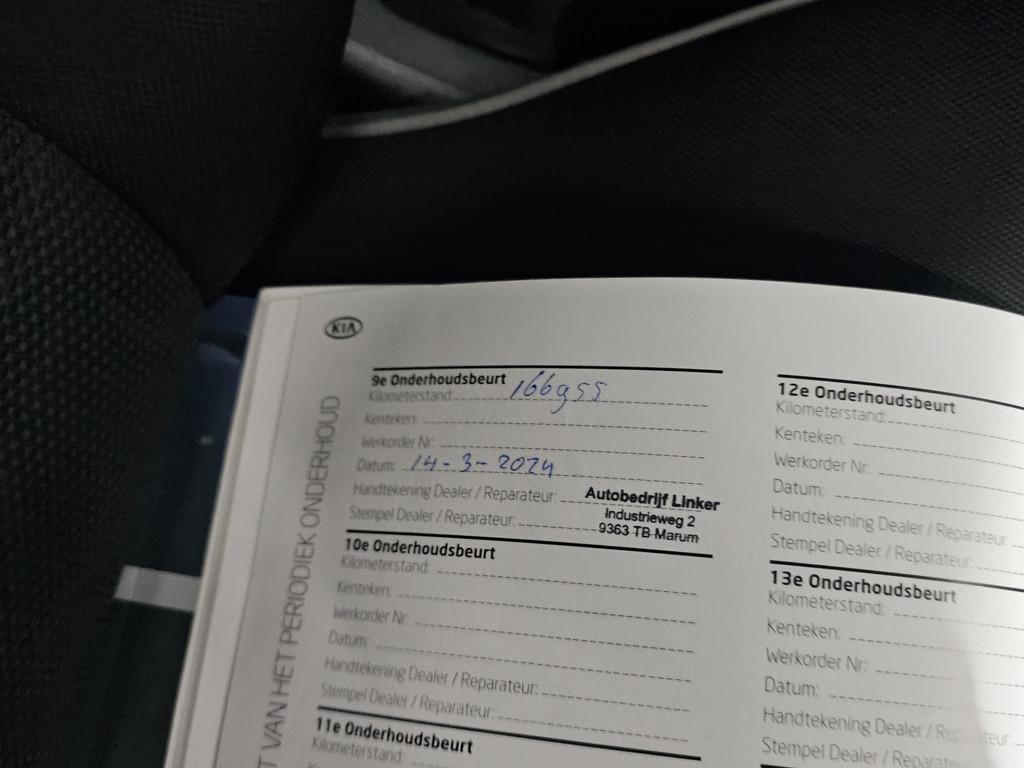 KIA
T VAN HET PERIODIEK ONDERHOUD
9e Onderhoudsbeurt
Kilometerstand: 166955
Kenteken:
Werkorder Nr:
Datum: 14-3-2024
Handtekening Dealer / Reparateur:
Stempel Dealer / Reparateur:
Autobedrijf Linker
Industrieweg 2
9363 TB Marum
10e Onderhoudsbeurt
Kilometerstand:
Kenteken:
Werkorder Nr:
Datum:
Handtekening Dealer / Reparateur:
Stempel Dealer / Reparateur:
11e Onderhoudsbeurt
Kilometerstand:
12e Onderhoudsbeurt
Kilometerstand:
Kenteken:
Werkorder Nr:
Datum:
Handtekening Dealer / Reparateur:
Stempel Dealer / Reparateur:
13e Onderhoudsbeurt
Kilometerstand:
Kenteken:
Werkorder Nr:
Datum:
Handtekening Dealer / Reparateur:
Stempel Dealer / Reparate